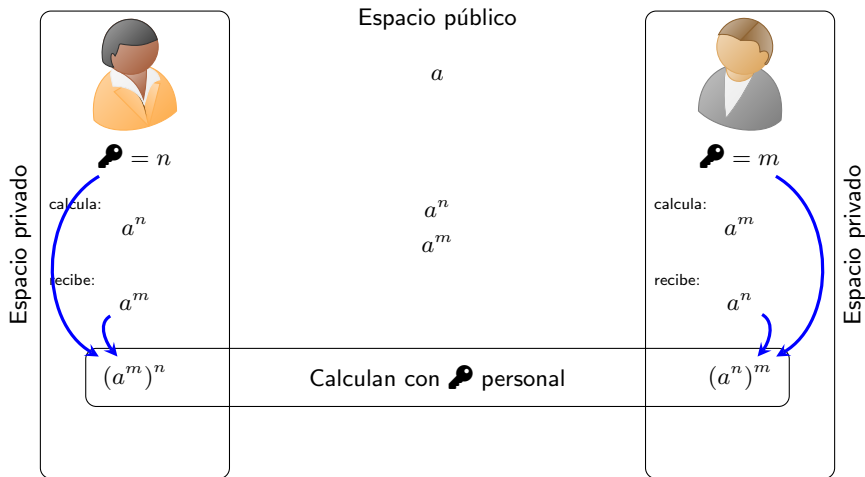 Espacio público
a
Espacio privado
= n
calcula:
a^n
recibe:
a^m
(a^m)^n
a^n
a^m
Calculan con personal
= m
calcula:
a^m
recibe:
a^n
(a^n)^m
Espacio privado